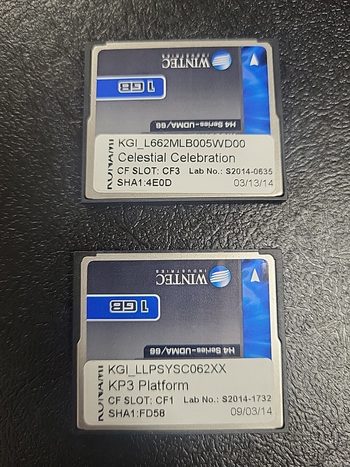 WINTEC
INDUSTRIES
1 GB
H4 Series-UDMA/66
KONAMI
KGI_L662MLB005WD00
Celestial Celebration
CF SLOT: CF3 Lab No.: S2014-0635
SHA1:4E0D 03/13/14
WINTEC
INDUSTRIES
1 GB
H4 Series-UDMA/66
KONAMI
KGI_LLPSYSC062XX
KP3 Platform
CF SLOT: CF1 Lab No.: S2014-1732
SHA1:FD58 09/03/14